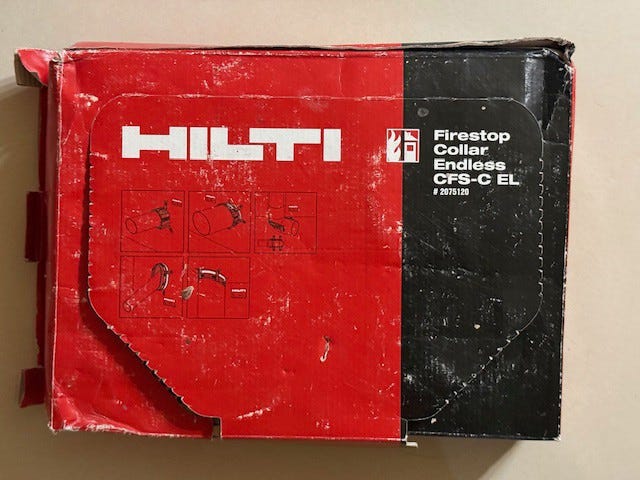 HILTI
Firestop
Collar
Endless
CFS-C EL
# 2075120